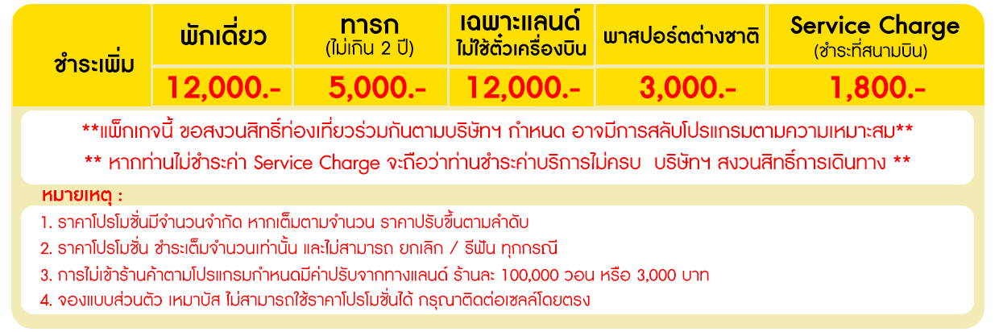 ชำระเพิ่ม
พักเดี่ยว
12,000.-
ทารก
(ไม่เกิน 2 ปี)
5,000.-
เฉพาะแลนด์
ไม่ใช้ตั๋วเครื่องบิน
12,000.-
พาสปอร์ตต่างชาติ
3,000.-
Service Charge
(ชำระที่สนามบิน)
1,800.-
**แพ็กเกจนี้ ขอสงวนสิทธิ์ท่องเที่ยวร่วมกันตามบริษัทฯ กำหนด อาจมีการสลับโปรแกรมตามความเหมาะสม**
** หากท่านไม่ชำระค่า Service Charge จะถือว่าท่านชำระค่าบริการไม่ครบ บริษัทฯ สงวนสิทธิ์การเดินทาง **
หมายเหตุ :
1. ราคาโปรโมชั่นมีจำนวนจำกัด หากเต็มตามจำนวน ราคาปรับขึ้นตามลำดับ
2. ราคาโปรโมชั่น ชำระเต็มจำนวนเท่านั้น และไม่สามารถ ยกเลิก / รีฟัน ทุกกรณี
3. การไม่เข้าร้านค้าตามโปรแกรมกำหนดมีค่าปรับจากทางแลนด์ ร้านละ 100,000 วอน หรือ 3,000 บาท
4. จองแบบส่วนตัว เหมาบัส ไม่สามารถใช้ราคาโปรโมชั่นได้ กรุณาติดต่อเซลล์โดยตรง